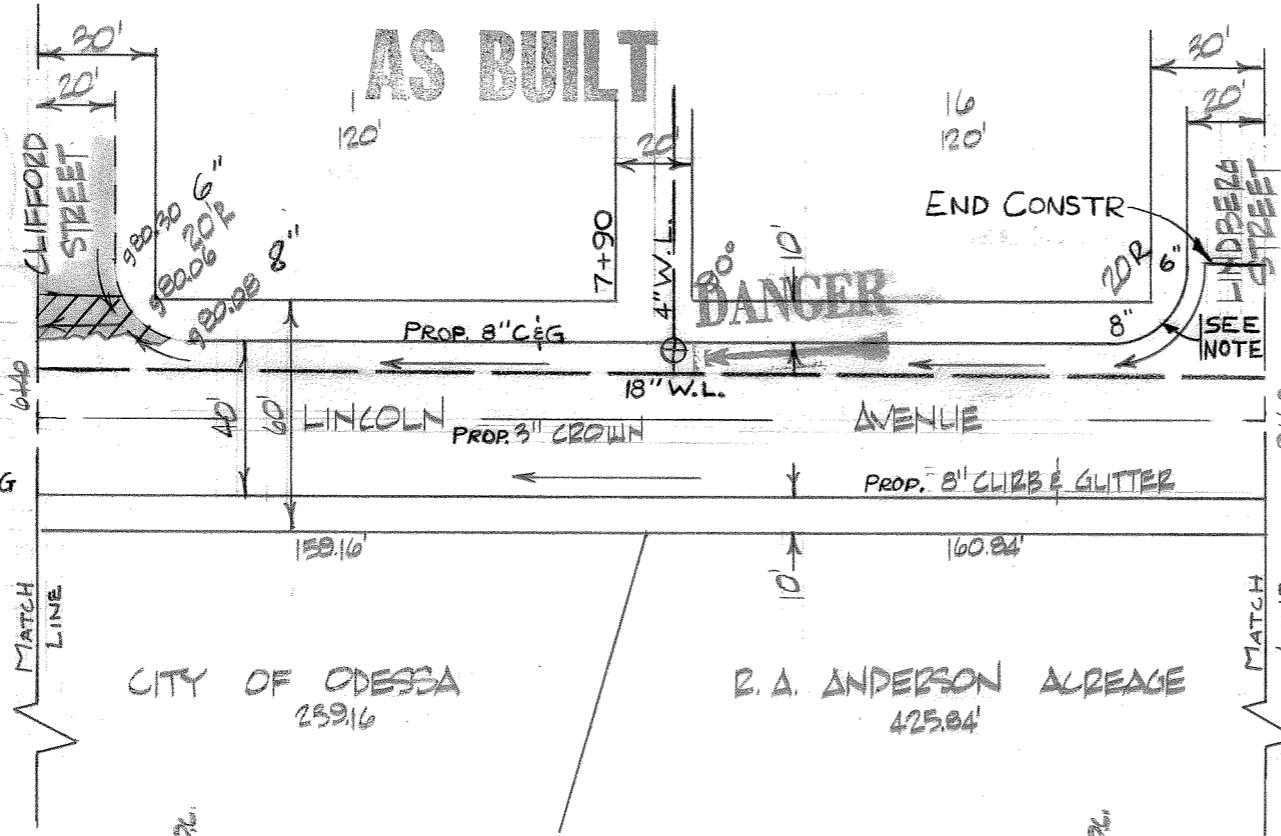 AS BUILT
30'
20'
30'
20'
1
120'
16
120'
20'
CLIFFORD
STREET
LINDBERG
STREET
END CONSTR
980.30
6"
20'R
980.06
980.08
8"
7+90
4" W.L.
90°
10'
DANGER
20R
6"
8"
SEE
NOTE
PROP. 8" C&G
18" W.L.
40'
60'
LINCOLN
AVENUE
PROP. 3" CROWN
G
PROP. 8" CURB & GUTTER
159.16'
160.84'
10'
MATCH
LINE
MATCH
CITY OF ODESSA
239.16
R. A. ANDERSON ACREAGE
425.84'